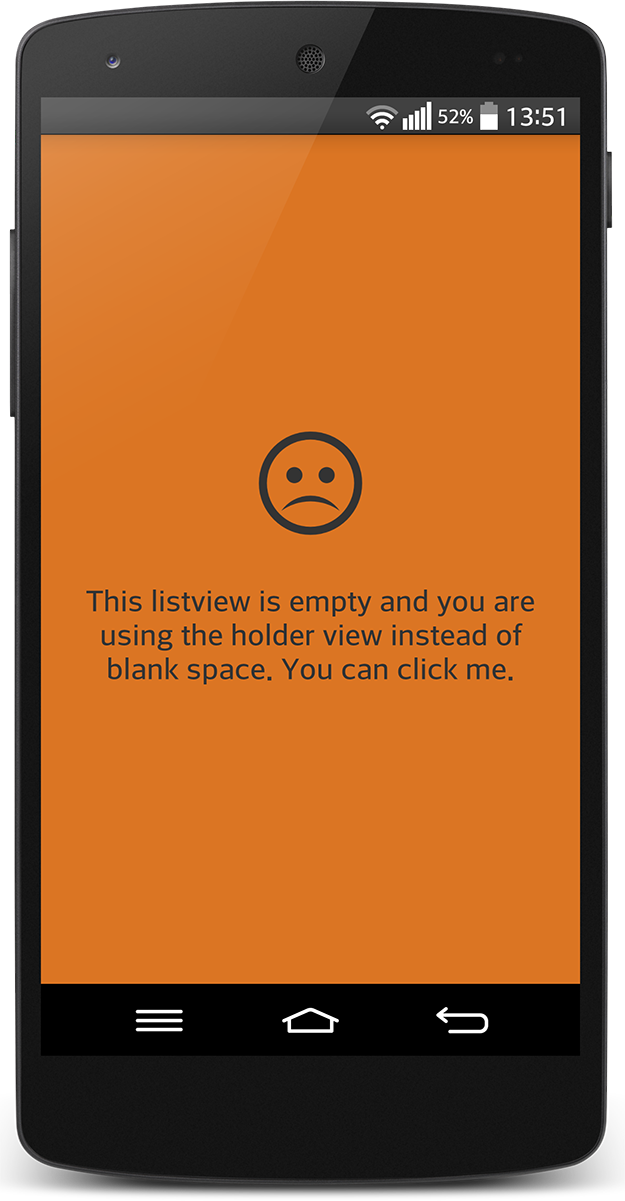 52% 13:51
This listview is empty and you are
using the holder view instead of
blank space. You can click me.